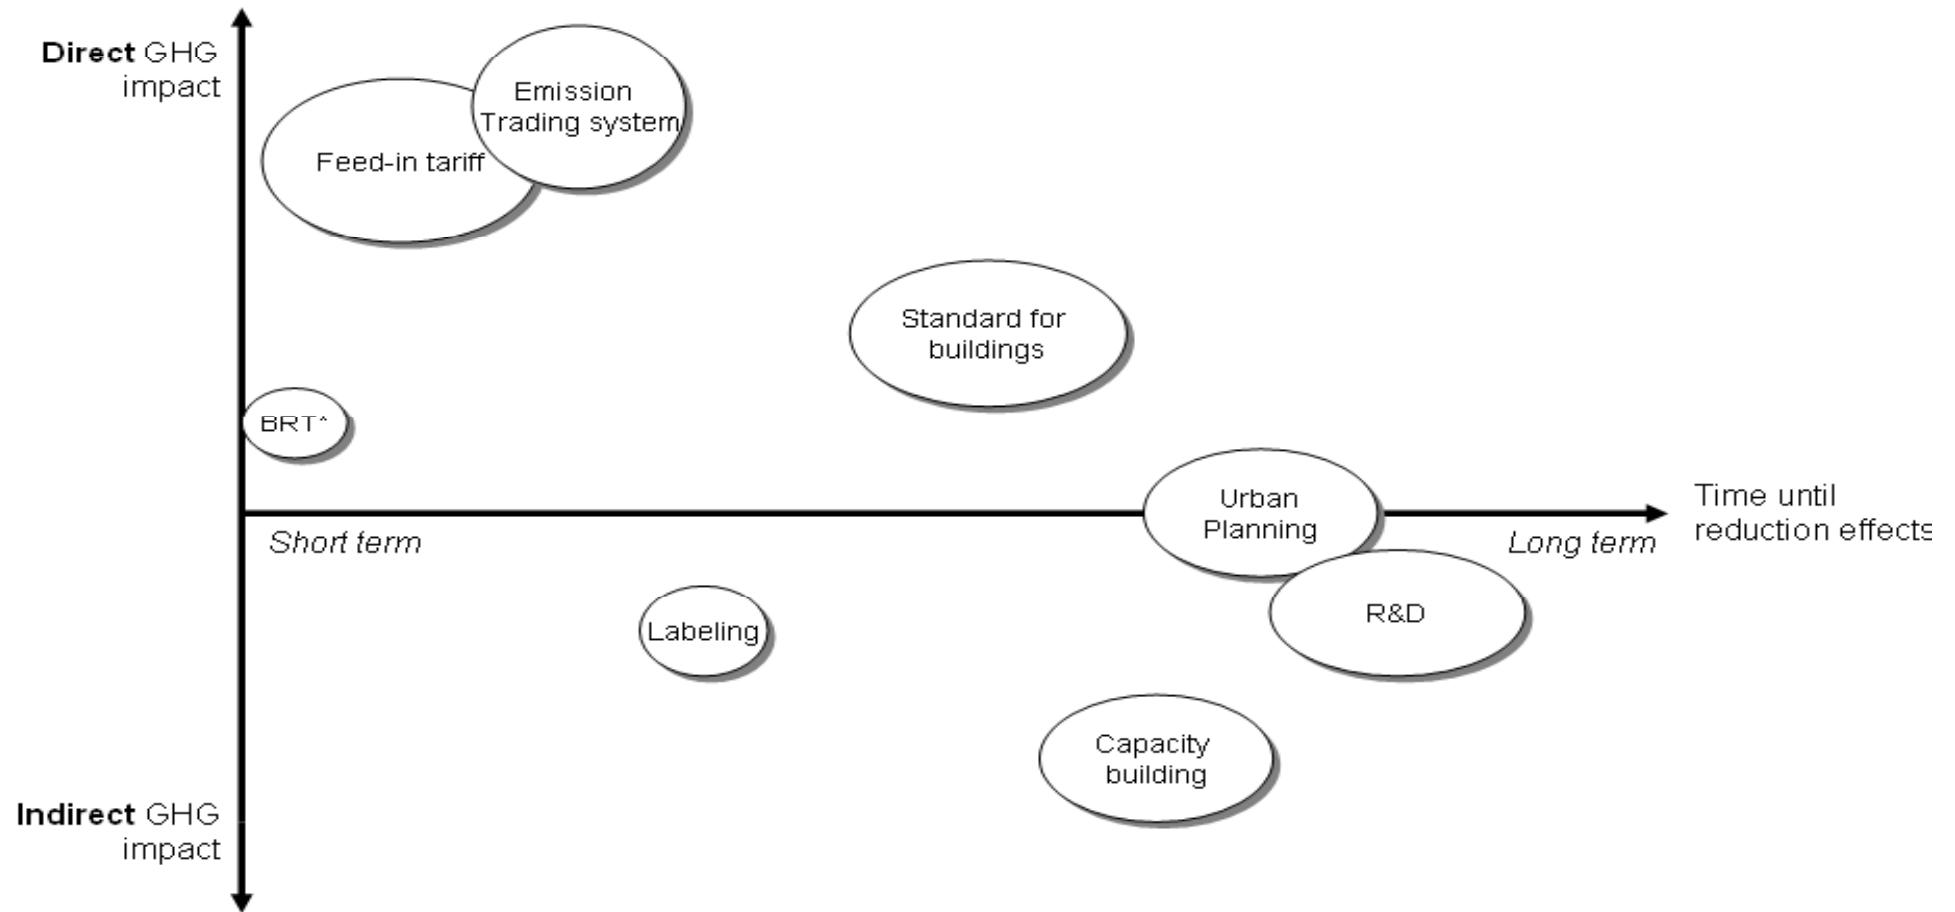 Direct GHG
impact
Emission
Trading system
Feed-in tariff
Standard for
buildings
BRT*
Urban
Planning
Time until
reduction effects
Short term
Long term
Labeling
R&D
Capacity
building
Indirect GHG
impact